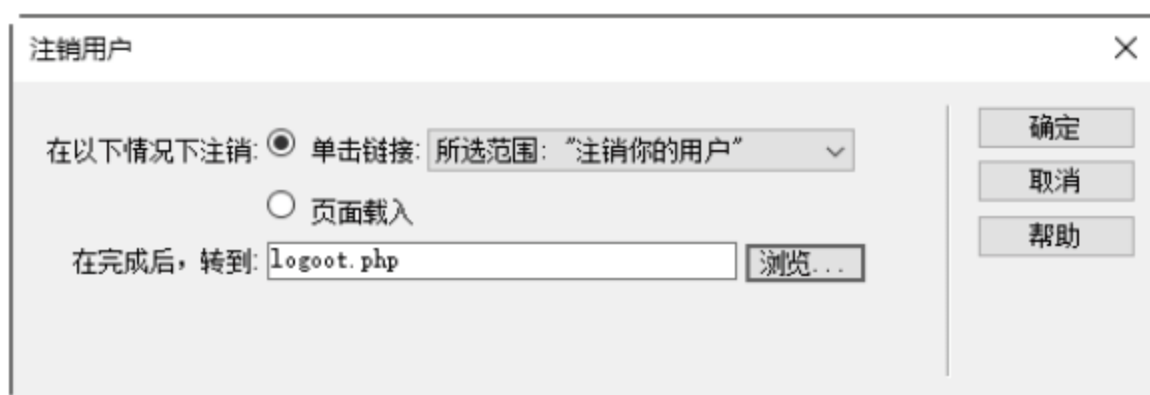 注销用户
在以下情况下注销: 单击链接: 所选范围: "注销你的用户"
页面载入
在完成后，转到: logoot.php 浏览...
确定
取消
帮助